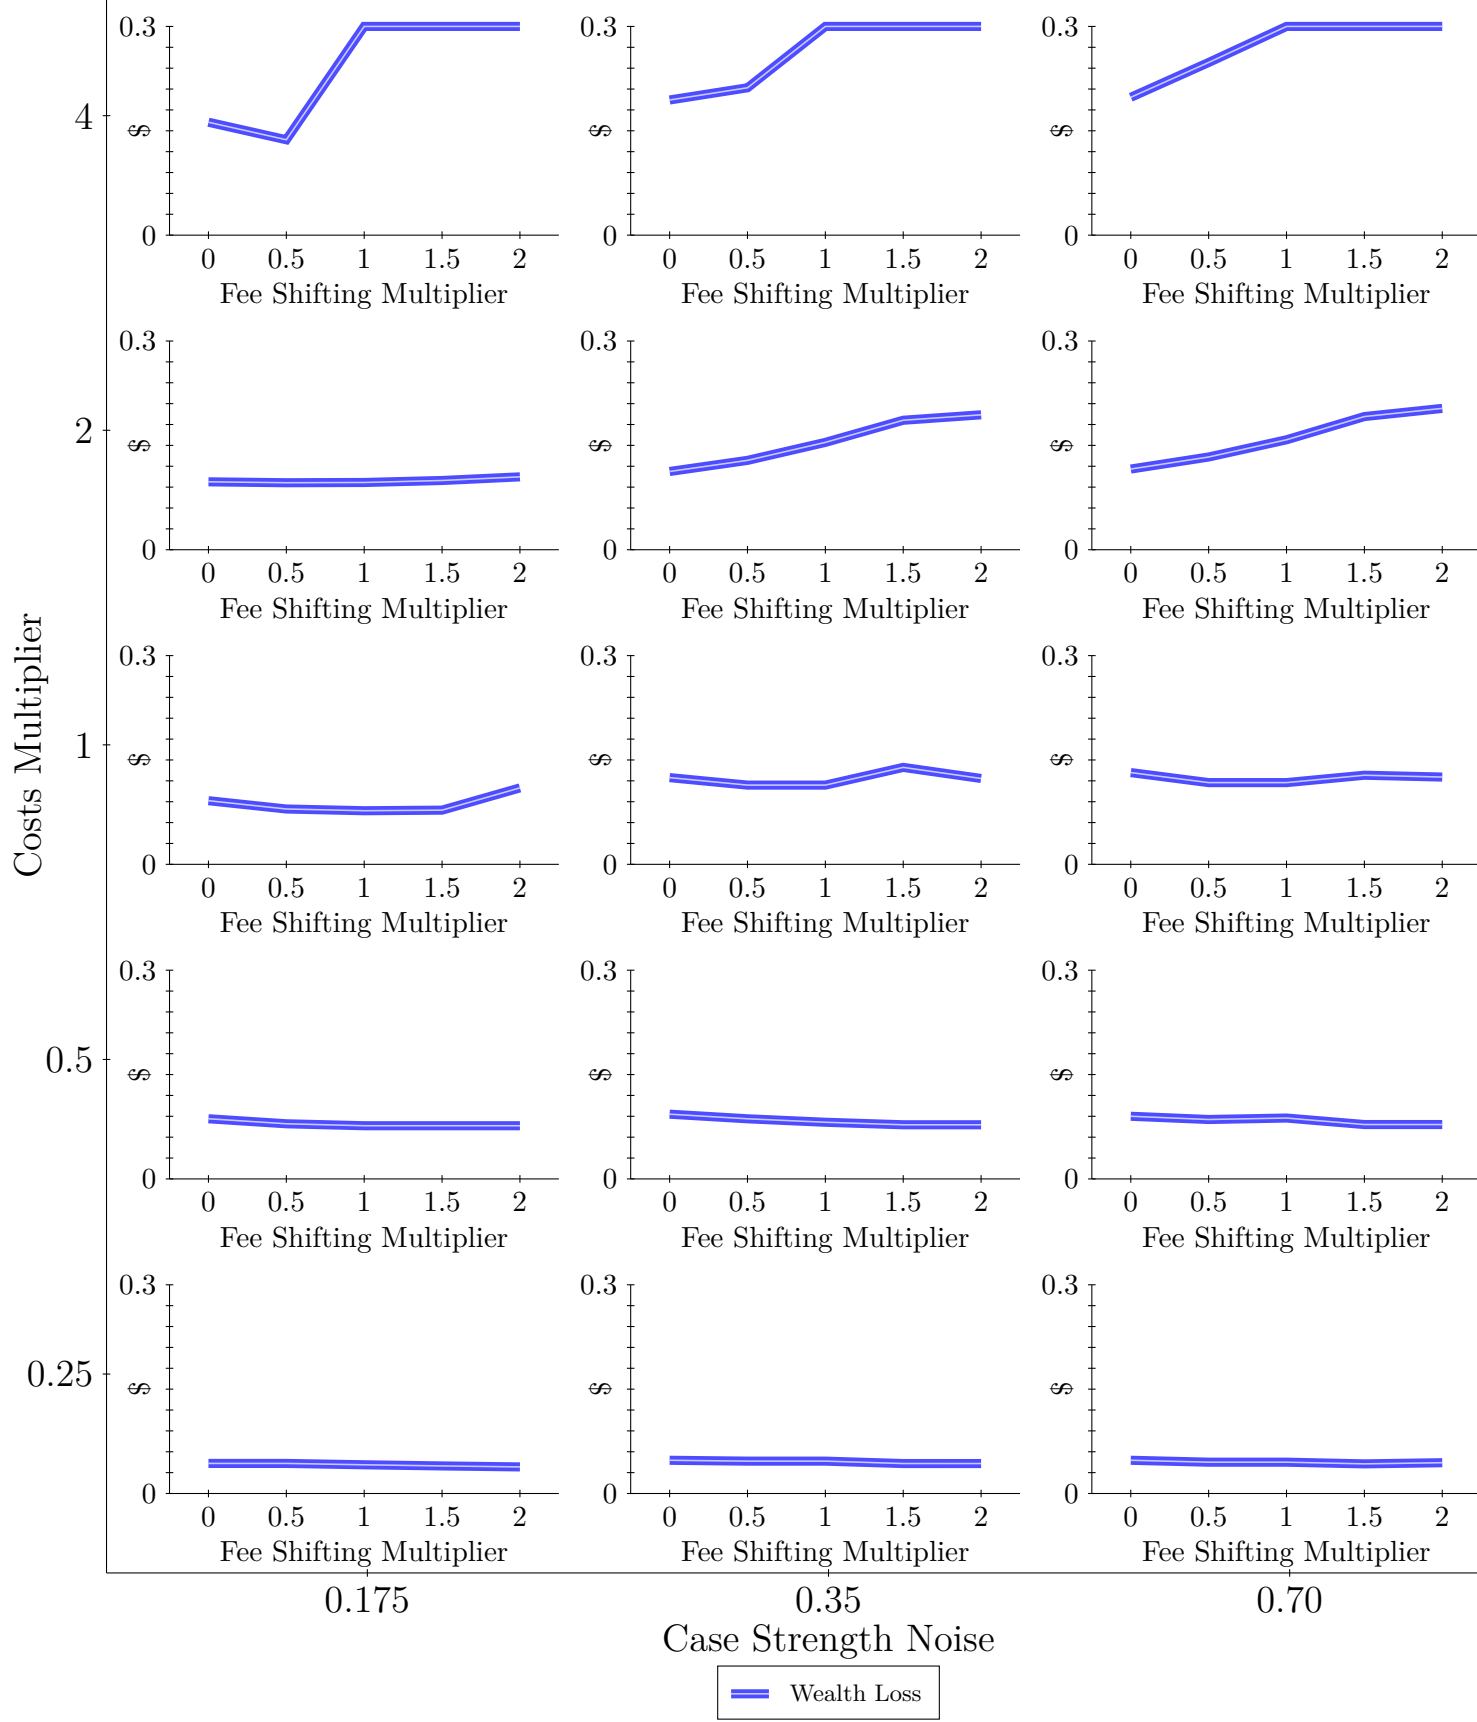 0.3 0.3 0.3
4 $ $ $
0 0 0
0 0.5 1 1.5 2 0 0.5 1 1.5 2 0 0.5 1 1.5 2
Fee Shifting Multiplier Fee Shifting Multiplier Fee Shifting Multiplier
0.3 0.3 0.3
2 $ $ $
0 0 0
0 0.5 1 1.5 2 0 0.5 1 1.5 2 0 0.5 1 1.5 2
Fee Shifting Multiplier Fee Shifting Multiplier Fee Shifting Multiplier
Costs Multiplier
0.3 0.3 0.3
1 $ $ $
0 0 0
0 0.5 1 1.5 2 0 0.5 1 1.5 2 0 0.5 1 1.5 2
Fee Shifting Multiplier Fee Shifting Multiplier Fee Shifting Multiplier
0.3 0.3 0.3
0.5 $ $ $
0 0 0
0 0.5 1 1.5 2 0 0.5 1 1.5 2 0 0.5 1 1.5 2
Fee Shifting Multiplier Fee Shifting Multiplier Fee Shifting Multiplier
0.3 0.3 0.3
0.25 $ $ $
0 0 0
0 0.5 1 1.5 2 0 0.5 1 1.5 2 0 0.5 1 1.5 2
Fee Shifting Multiplier Fee Shifting Multiplier Fee Shifting Multiplier
0.175 0.35 0.70
Case Strength Noise
Wealth Loss